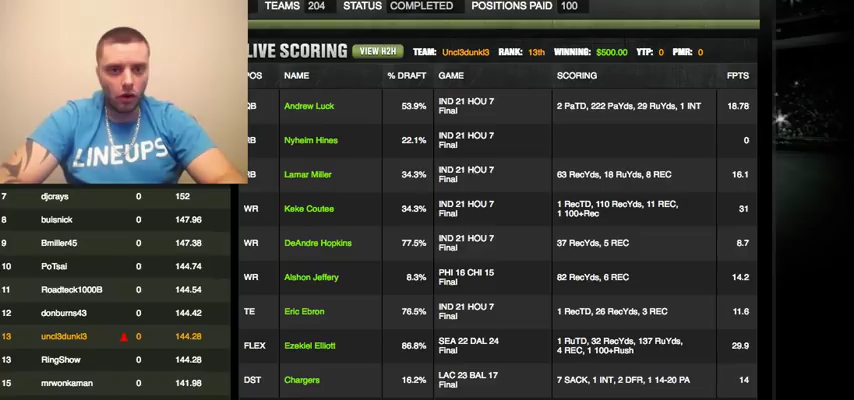 TEAMS 204 STATUS COMPLETED POSITIONS PAID 100
LIVE SCORING VIEW H2H TEAM: Uncl3dunkl3 RANK: 13th WINNING: $500.00 YTP: 0 PMR: 0
POS NAME % DRAFT GAME SCORING FPTS
QB Andrew Luck 53.9% IND 21 HOU 7 2 PaTD, 222 PaYds, 29 RuYds, 1 INT 18.78
Final
RB Nyheim Hines 22.1% IND 21 HOU 7 0
Final
RB Lamar Miller 34.3% IND 21 HOU 7 63 RecYds, 18 RuYds, 8 REC 16.1
Final
WR Keke Coutee 34.3% IND 21 HOU 7 1 RecTD, 110 RecYds, 11 REC, 31
Final 1 100+Rec
WR DeAndre Hopkins 77.5% IND 21 HOU 7 37 RecYds, 5 REC 8.7
Final
WR Alshon Jeffery 8.3% PHI 16 CHI 15 82 RecYds, 6 REC 14.2
Final
TE Eric Ebron 76.5% IND 21 HOU 7 1 RecTD, 26 RecYds, 3 REC 11.6
Final
FLEX Ezekiel Elliott 86.8% SEA 22 DAL 24 1 RuTD, 32 RecYds, 137 RuYds, 29.9
Final 4 REC, 1 100+Rush
DST Chargers 16.2% LAC 23 BAL 17 7 SACK, 1 INT, 2 DFR, 1 14-20 PA 14
Final
LINEUPS
7 djcrays 0 152
8 buisnick 0 147.96
9 Bmiller45 0 147.38
10 PoTsai 0 144.74
11 Roadteck1000B 0 144.54
12 donburns43 0 144.42
13 uncl3dunkl3 0 144.28
13 RingShow 0 144.28
15 mrwonkaman 0 141.98